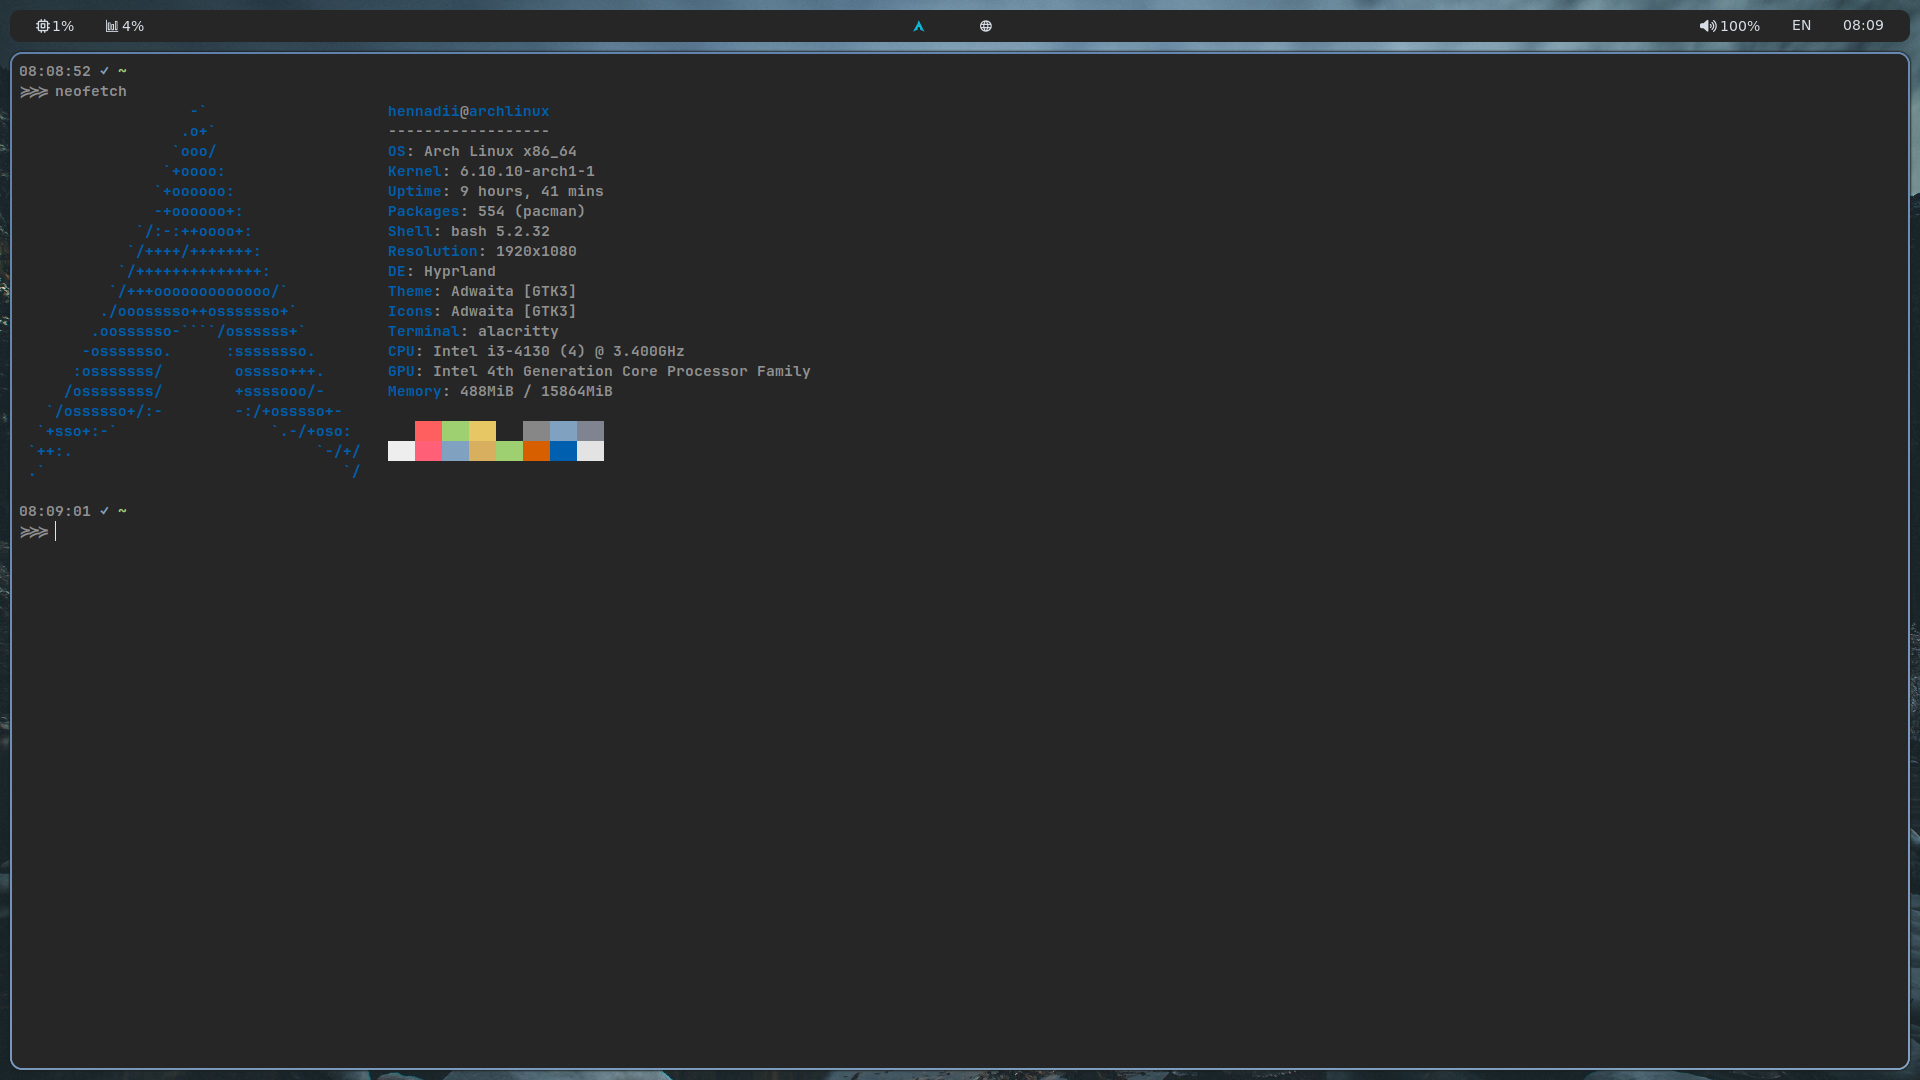 1% 4% 100% EN 08:09
08:08:52 ✓ ~
>>> neofetch
                   -`                    hennadii@archlinux
                  .o+`                   ------------------
                 `ooo/                   OS: Arch Linux x86_64
                `+oooo:                  Kernel: 6.10.10-arch1-1
               `+oooooo:                 Uptime: 9 hours, 41 mins
               -+oooooo+:                Packages: 554 (pacman)
             `/:-:++oooo+:               Shell: bash 5.2.32
            `/++++/+++++++:              Resolution: 1920x1080
           `/++++++++++++++:             DE: Hyprland
          `/+++ooooooooooooo/`           Theme: Adwaita [GTK3]
         ./ooosssso++osssssso+`          Icons: Adwaita [GTK3]
        .oossssso-````/ossssss+`         Terminal: alacritty
       -osssssso.      :ssssssso.        CPU: Intel i3-4130 (4) @ 3.400GHz
      :osssssss/        osssso+++.       GPU: Intel 4th Generation Core Processor Family
     /ossssssss/        +ssssooo/-       Memory: 488MiB / 15864MiB
   `/ossssso+/:-        -:/+osssso+-
  `+sso+:-`                 `.-/+oso:
 `++:.                           `-/+/
 .`                                 `/
08:09:01 ✓ ~
>>>